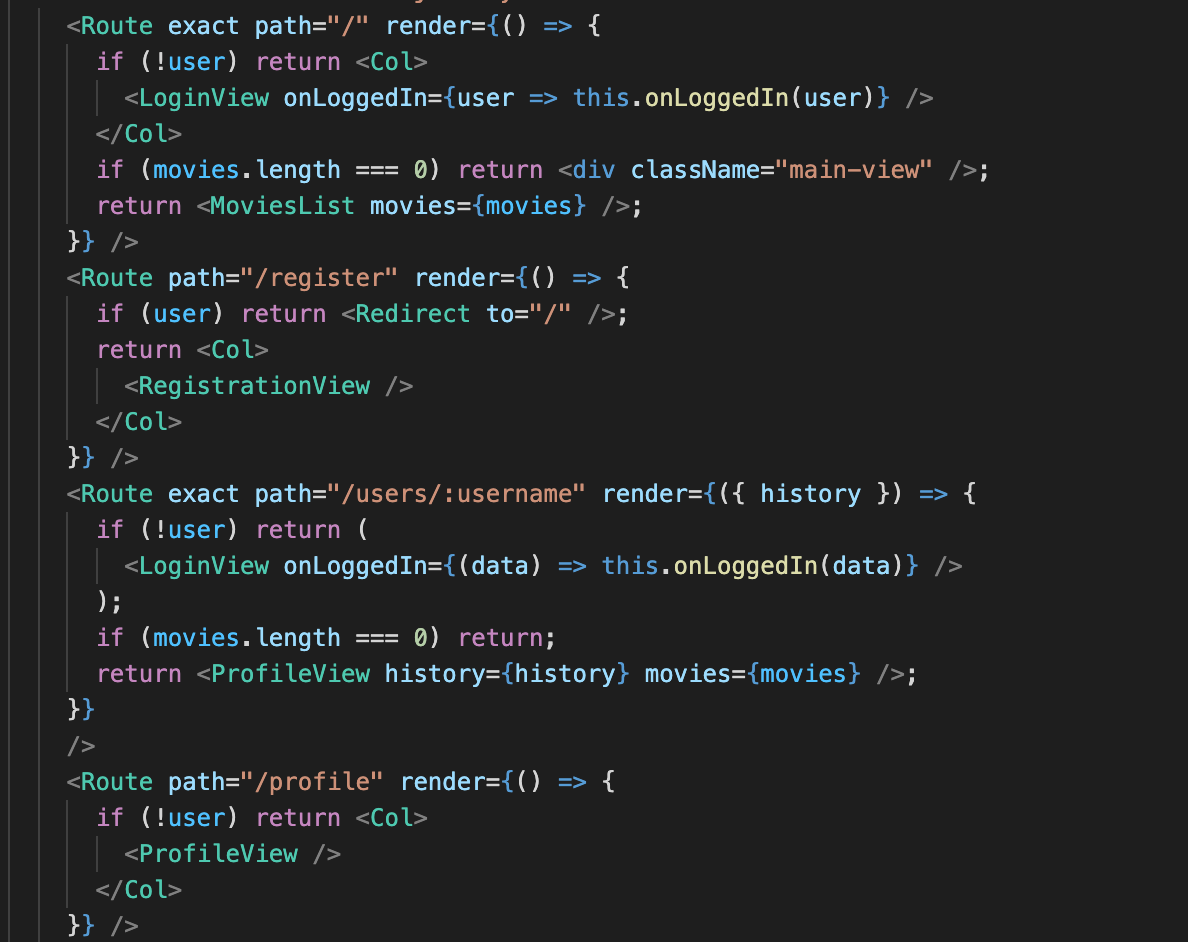 <Route exact path="/" render={() => {
if (!user) return <Col>
<LoginView onLoggedIn={user => this.onLoggedIn(user)} />
</Col>
if (movies.length === 0) return <div className="main-view" />;
return <MoviesList movies={movies} />;
}} />
<Route path="/register" render={() => {
if (user) return <Redirect to="/" />;
return <Col>
<RegistrationView />
</Col>
}} />
<Route exact path="/users/:username" render={({ history }) => {
if (!user) return (
<LoginView onLoggedIn={(data) => this.onLoggedIn(data)} />
);
if (movies.length === 0) return;
return <ProfileView history={history} movies={movies} />;
}}
/>
<Route path="/profile" render={() => {
if (!user) return <Col>
<ProfileView />
</Col>
}} />